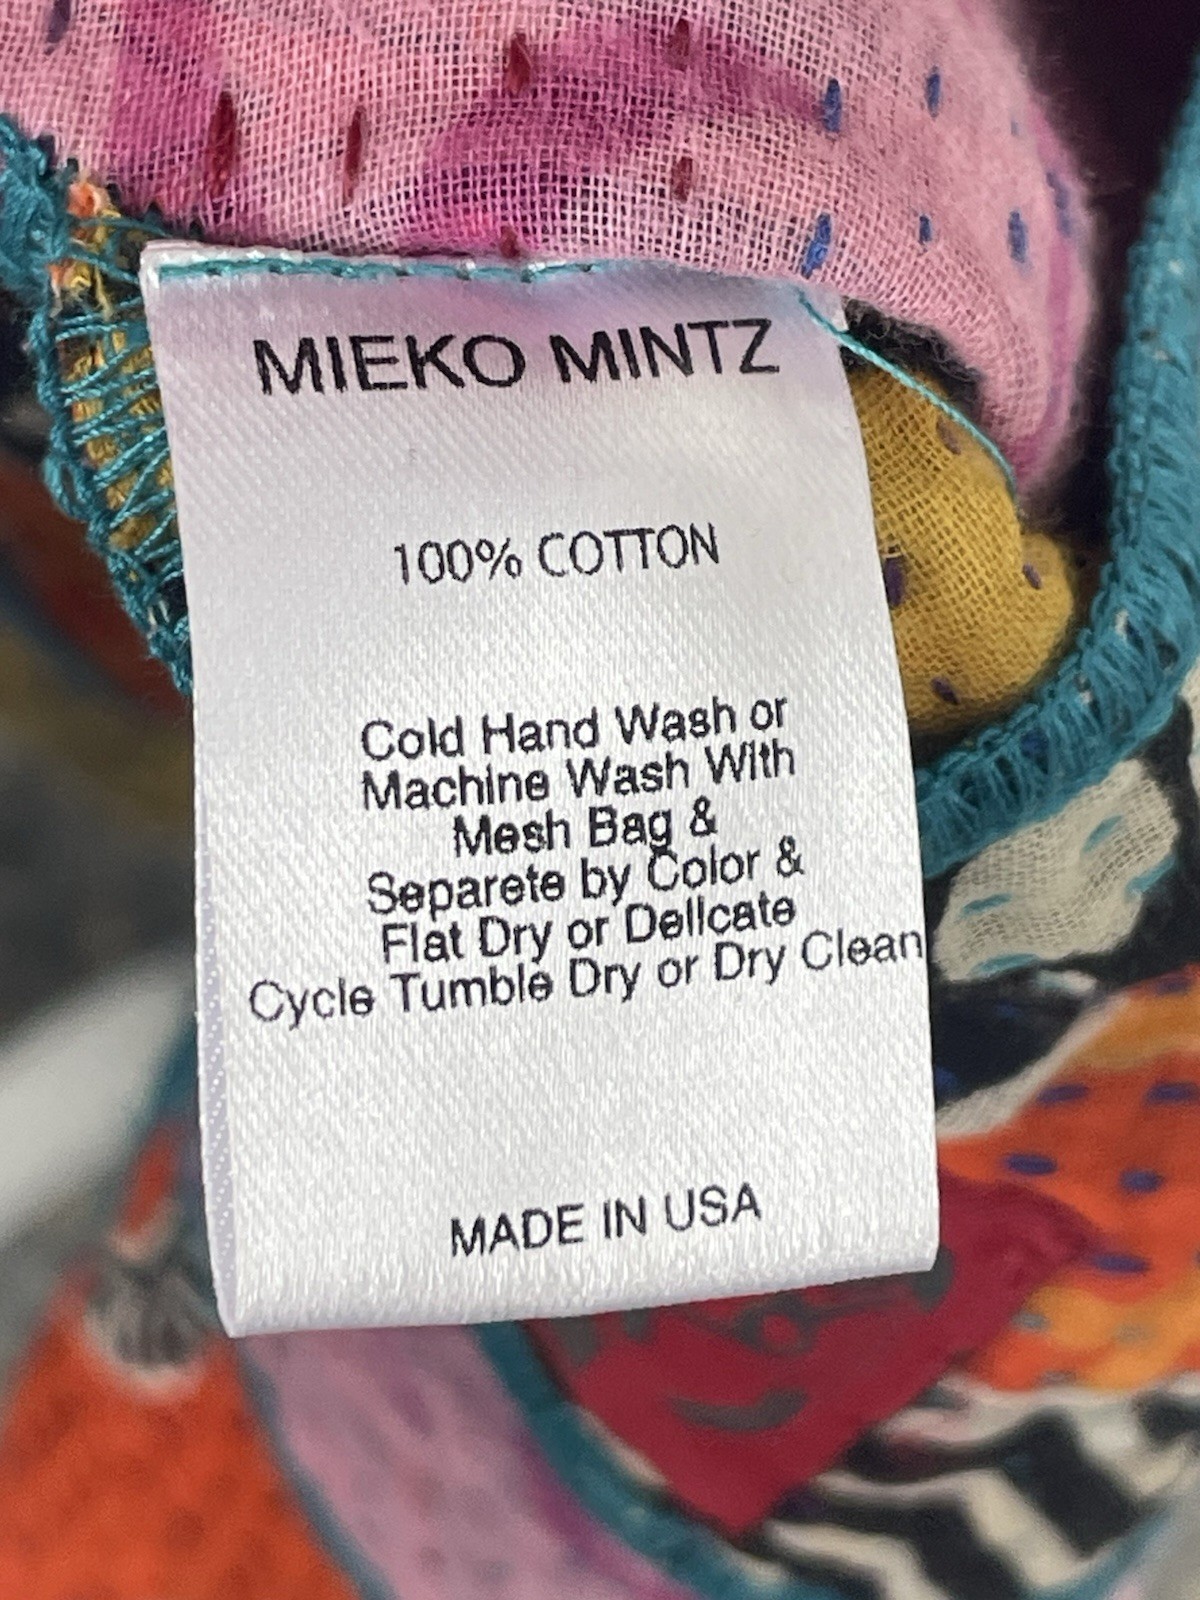 MIEKO MINTZ
100% COTTON
Cold Hand Wash or
Machine Wash With
Mesh Bag &
Separete by Color &
Flat Dry or Delicate
Cycle Tumble Dry or Dry Clean
MADE IN USA